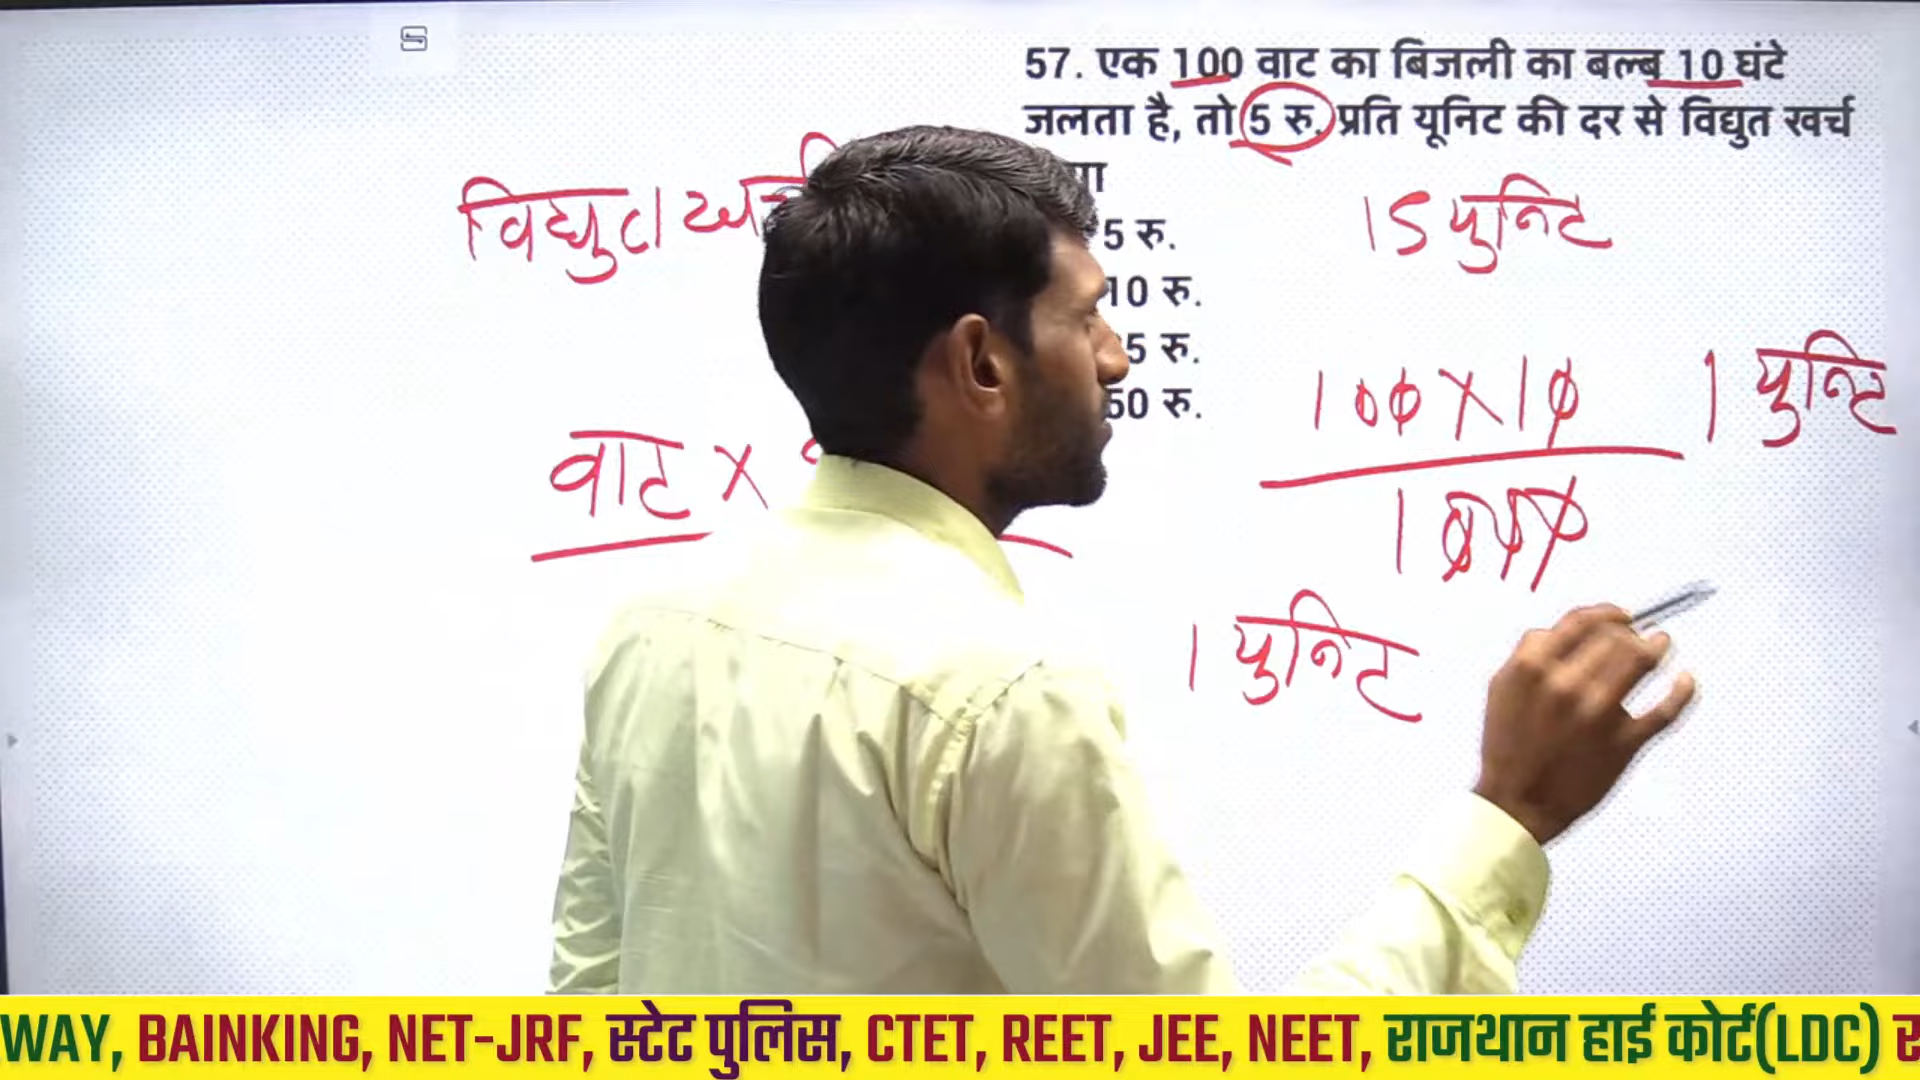 57. एक 100 वाट का बिजली का बल्ब 10 घंटे
जलता है, तो 5 रु. प्रति यूनिट की दर से विद्युत खर्च
5 रु.
10 रु.
5 रु.
50 रु.
विद्युत
15 युनिट
वाट ×
100 × 10
1000
1 युनिट
1 युनिट
WAY, BAINKING, NET-JRF, स्टेट पुलिस, CTET, REET, JEE, NEET, राजथान हाई कोर्ट(LDC)